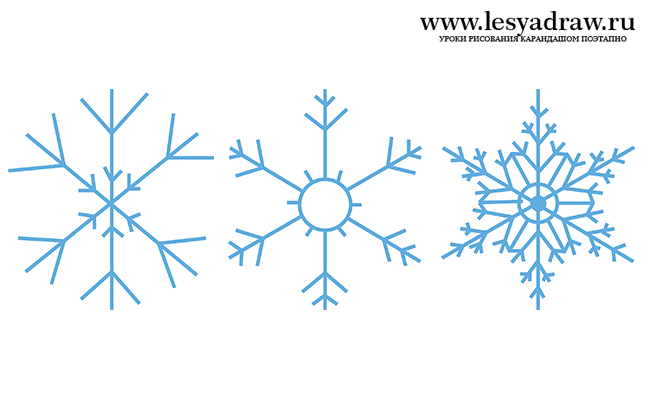 www.lesyadraw.ru
УРОКИ РИСОВАНИЯ КАРАНДАШОМ ПОЭТАПНО